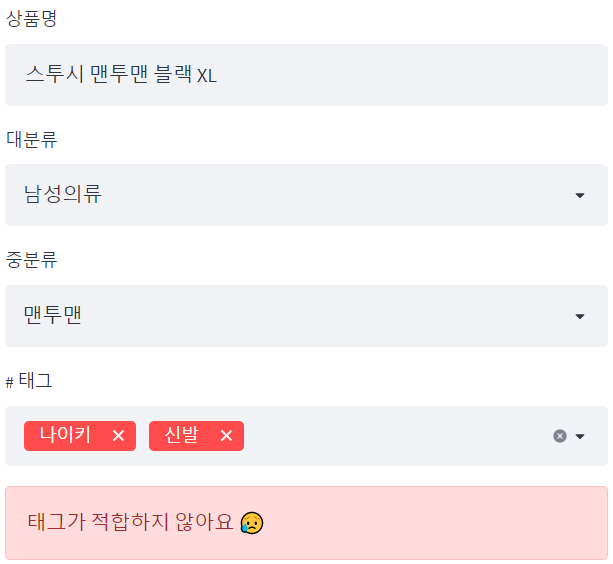 상품명
스투시 맨투맨 블랙 XL
대분류
남성의류
중분류
맨투맨
# 태그
나이키 × 신발 ×
태그가 적합하지 않아요 😥